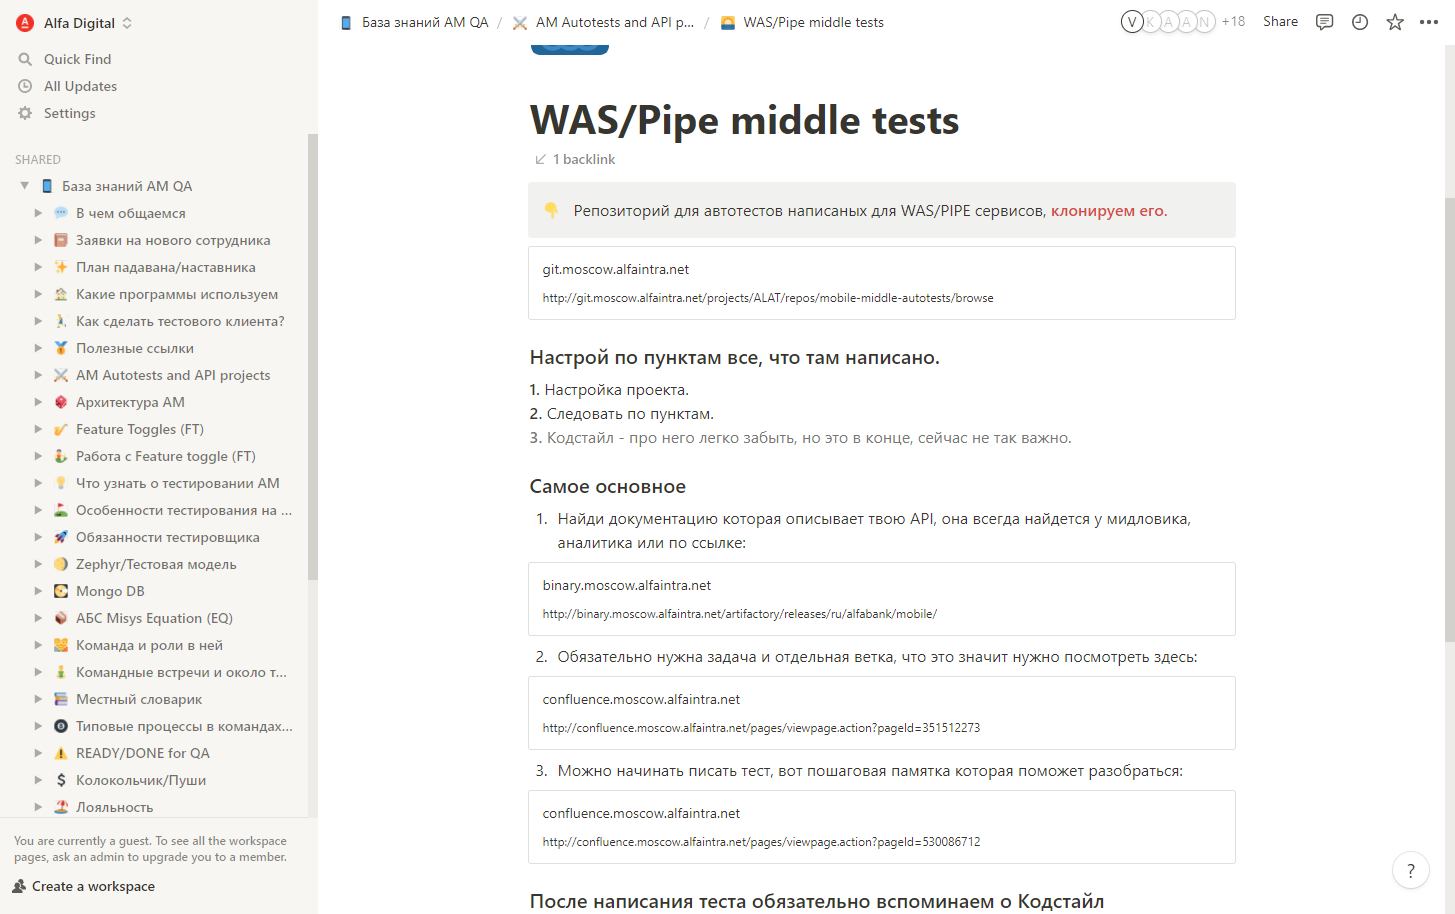 Alfa Digital
Quick Find
All Updates
Settings
SHARED
База знаний AM QA
В чем общаемся
Заявки на нового сотрудника
План падавана/наставника
Какие программы используем
Как сделать тестового клиента?
Полезные ссылки
AM Autotests and API projects
Архитектура AM
Feature Toggles (FT)
Работа с Feature toggle (FT)
Что узнать о тестировании AM
Особенности тестирования на ...
Обязанности тестировщика
Zephyr/Тестовая модель
Mongo DB
АБС Misys Equation (EQ)
Команда и роли в ней
Командные встречи и около т...
Местный словарик
Типовые процессы в командах...
READY/DONE for QA
Колокольчик/Пуши
Лояльность
You are currently a guest. To see all the workspace
pages, ask an admin to upgrade you to a member.
Create a workspace
База знаний AM QA / AM Autotests and API p... / WAS/Pipe middle tests
V K A A N +18 Share
WAS/Pipe middle tests
1 backlink
Репозиторий для автотестов написаных для WAS/PIPE сервисов, клонируем его.
git.moscow.alfaintra.net
http://git.moscow.alfaintra.net/projects/ALAT/repos/mobile-middle-autotests/browse
Настрой по пунктам все, что там написано.
1. Настройка проекта.
2. Следовать по пунктам.
3. Кодстайл - про него легко забыть, но это в конце, сейчас не так важно.
Самое основное
1. Найди документацию которая описывает твою API, она всегда найдется у мидловика,
аналитика или по ссылке:
binary.moscow.alfaintra.net
http://binary.moscow.alfaintra.net/artifactory/releases/ru/alfabank/mobile/
2. Обязательно нужна задача и отдельная ветка, что это значит нужно посмотреть здесь:
confluence.moscow.alfaintra.net
http://confluence.moscow.alfaintra.net/pages/viewpage.action?pageId=351512273
3. Можно начинать писать тест, вот пошаговая памятка которая поможет разобраться:
confluence.moscow.alfaintra.net
http://confluence.moscow.alfaintra.net/pages/viewpage.action?pageId=530086712
После написания теста обязательно вспоминаем о Кодстайл
?